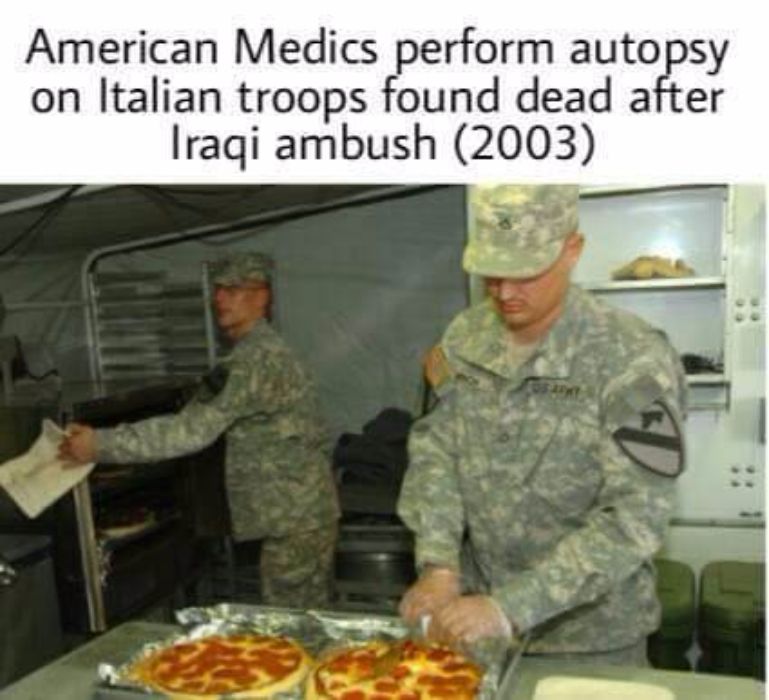 American Medics perform autopsy
on Italian troops found dead after
Iraqi ambush (2003)
U.S. ARMY